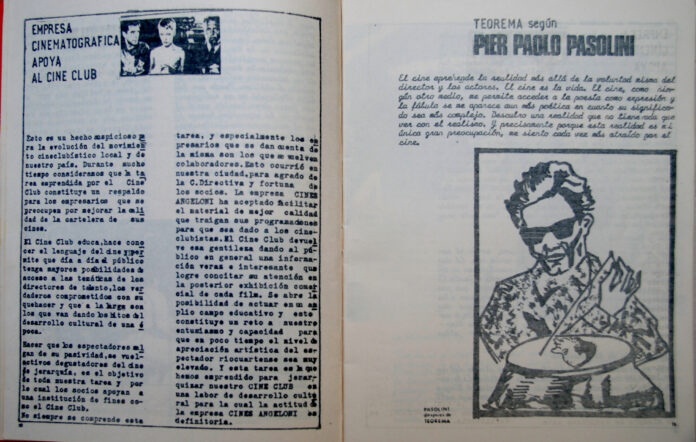 EMPRESA
CINEMATOGRAFICA
APOYA
AL CINE CLUB
Esto es un hecho auspicioso pa
ra la evolución del movimien
to cineclubístico local y de
nuestro país. Durante mucho
tiempo consideramos que la ta
rea emprendida por el Cine
Club constituye un respaldo
para los empresarios que se
preocupen por mejorar la cali
dad de la cartelera de sus
cines.
El Cine Club educa, hace cono
cer el lenguaje del cine y per
mite que día a día el público
tenga mayores posibilidades de
acceso a las temáticas de los
directores de talento, los ver
daderos comprometidos con su
quehacer y que a la larga son
los que van dando los hitos del
desarrollo cultural de una é
poca.
Hacer que los espectadores sal
gan de su pasividad, se vuel-
van activos degustadores del cine
de jerarquía, es el objetivo
de toda nuestra tarea y por
lo cual los socios apoyan a
una institución de fines co-
mo el Cine Club.
No siempre se comprende esta
tarea, y especialmente los em
presarios que se dan cuenta de
la misma son los que se vuelven
colaboradores. Esto ocurrió en
nuestra ciudad, para agrado de
la C. Directiva y fortuna de
los socios. La empresa CINES
ANGELONI ha aceptado facilitar
el material de mejor calidad
que traigan sus programadores
para que sea dado a los cine-
clubistas. El Cine Club devuel
ve esa gentileza dando al pú-
blico en general una informa-
ción veraz e interesante que
logre concitar su atención en
la posterior exhibición comer
cial de cada film. Se abre la
posibilidad de actuar en un am
plio campo educativo y esto
constituye un reto a nuestro
entusiasmo y capacidad para
que en poco tiempo el nivel de
apreciación artística del es-
pectador riocuartense sea muy
elevado. Y esta tarea es la que
hemos emprendido para jerar-
quizar nuestro CINE CLUB en
una labor de desarrollo cultu
ral para la cual la actitud de
la empresa CINES ANGELONI es
definitoria.
TEOREMA según
PIER PAOLO PASOLINI
El cine aprehende la realidad más allá de la voluntad misma del
director y los actores. El cine es la vida. El cine, como nin-
gún otro medio, me permite acceder a la poesía como expresión y
la fábula se me aparece aun más poética en cuanto su significa-
do sea más complejo. Descubro una realidad que no tiene nada que
ver con el realismo. Y precisamente porque esta realidad es mi
única gran preocupación, me siento cada vez más atraído por el
cine.
PASOLINI
después de
TEOREMA